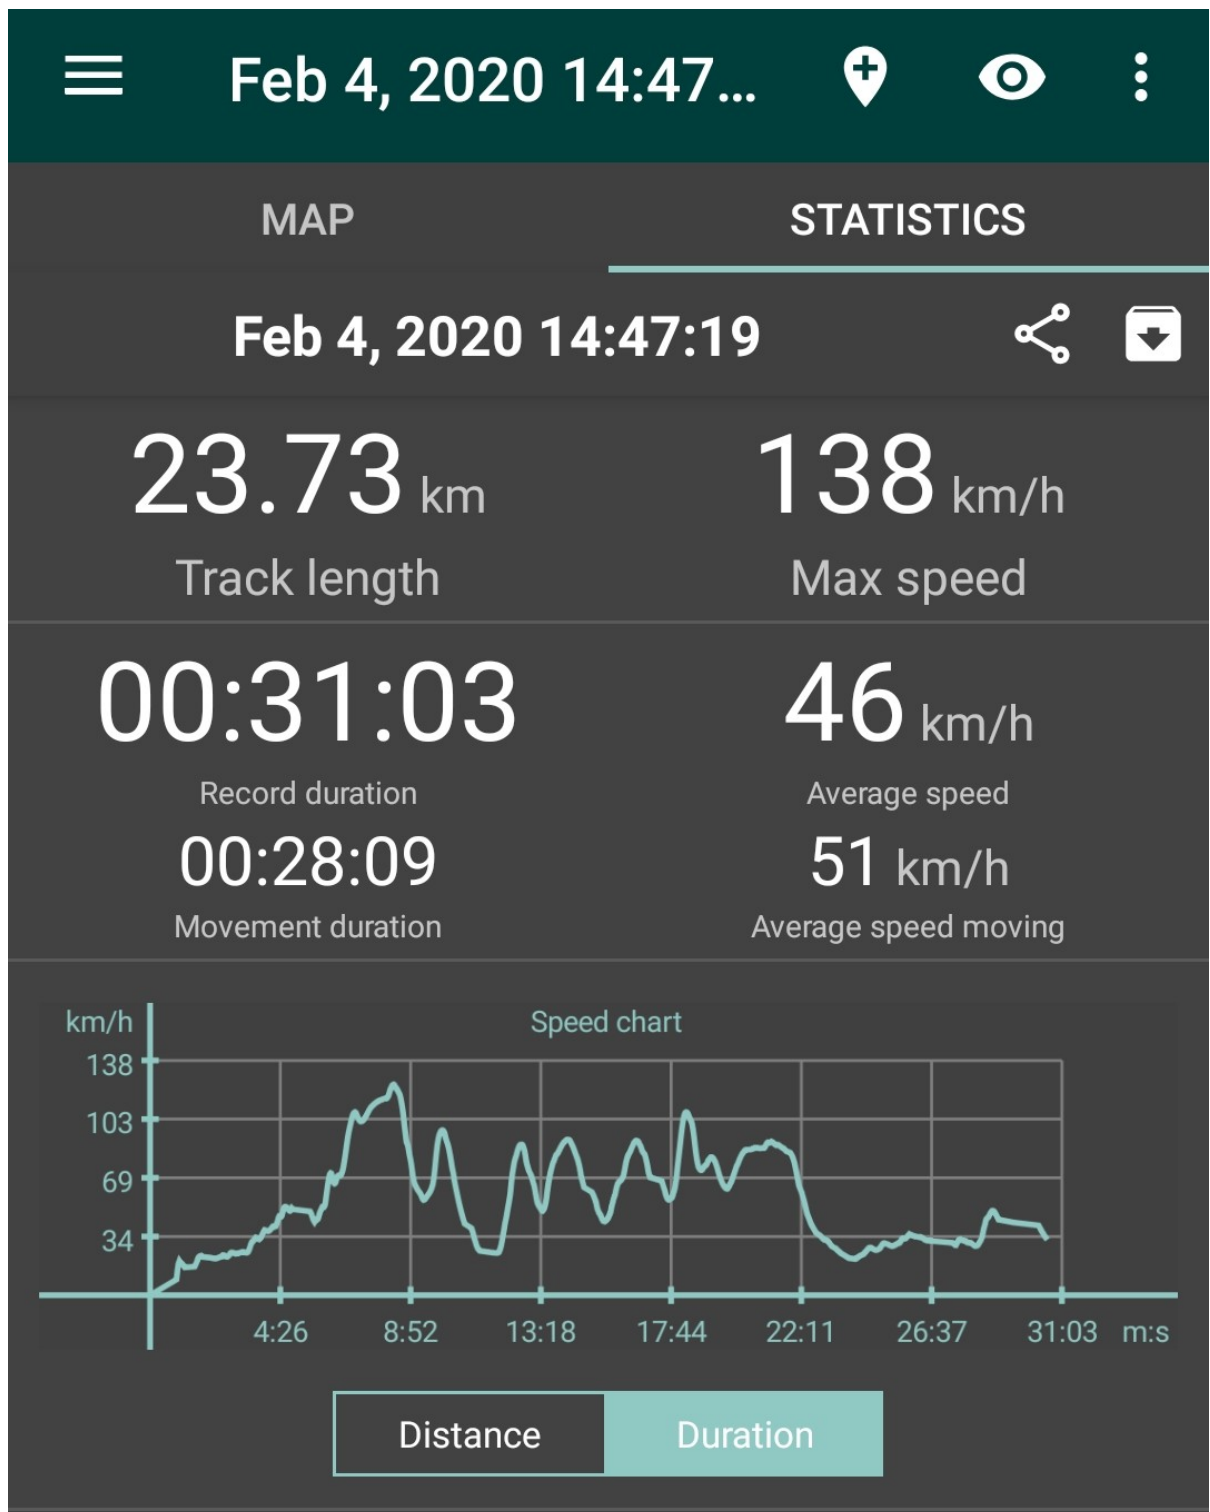 Feb 4, 2020 14:47...
MAP STATISTICS
Feb 4, 2020 14:47:19
23.73 km 138 km/h
Track length Max speed
00:31:03 46 km/h
Record duration Average speed
00:28:09 51 km/h
Movement duration Average speed moving
km/h Speed chart
138
103
69
34
4:26 8:52 13:18 17:44 22:11 26:37 31:03 m:s
Distance Duration